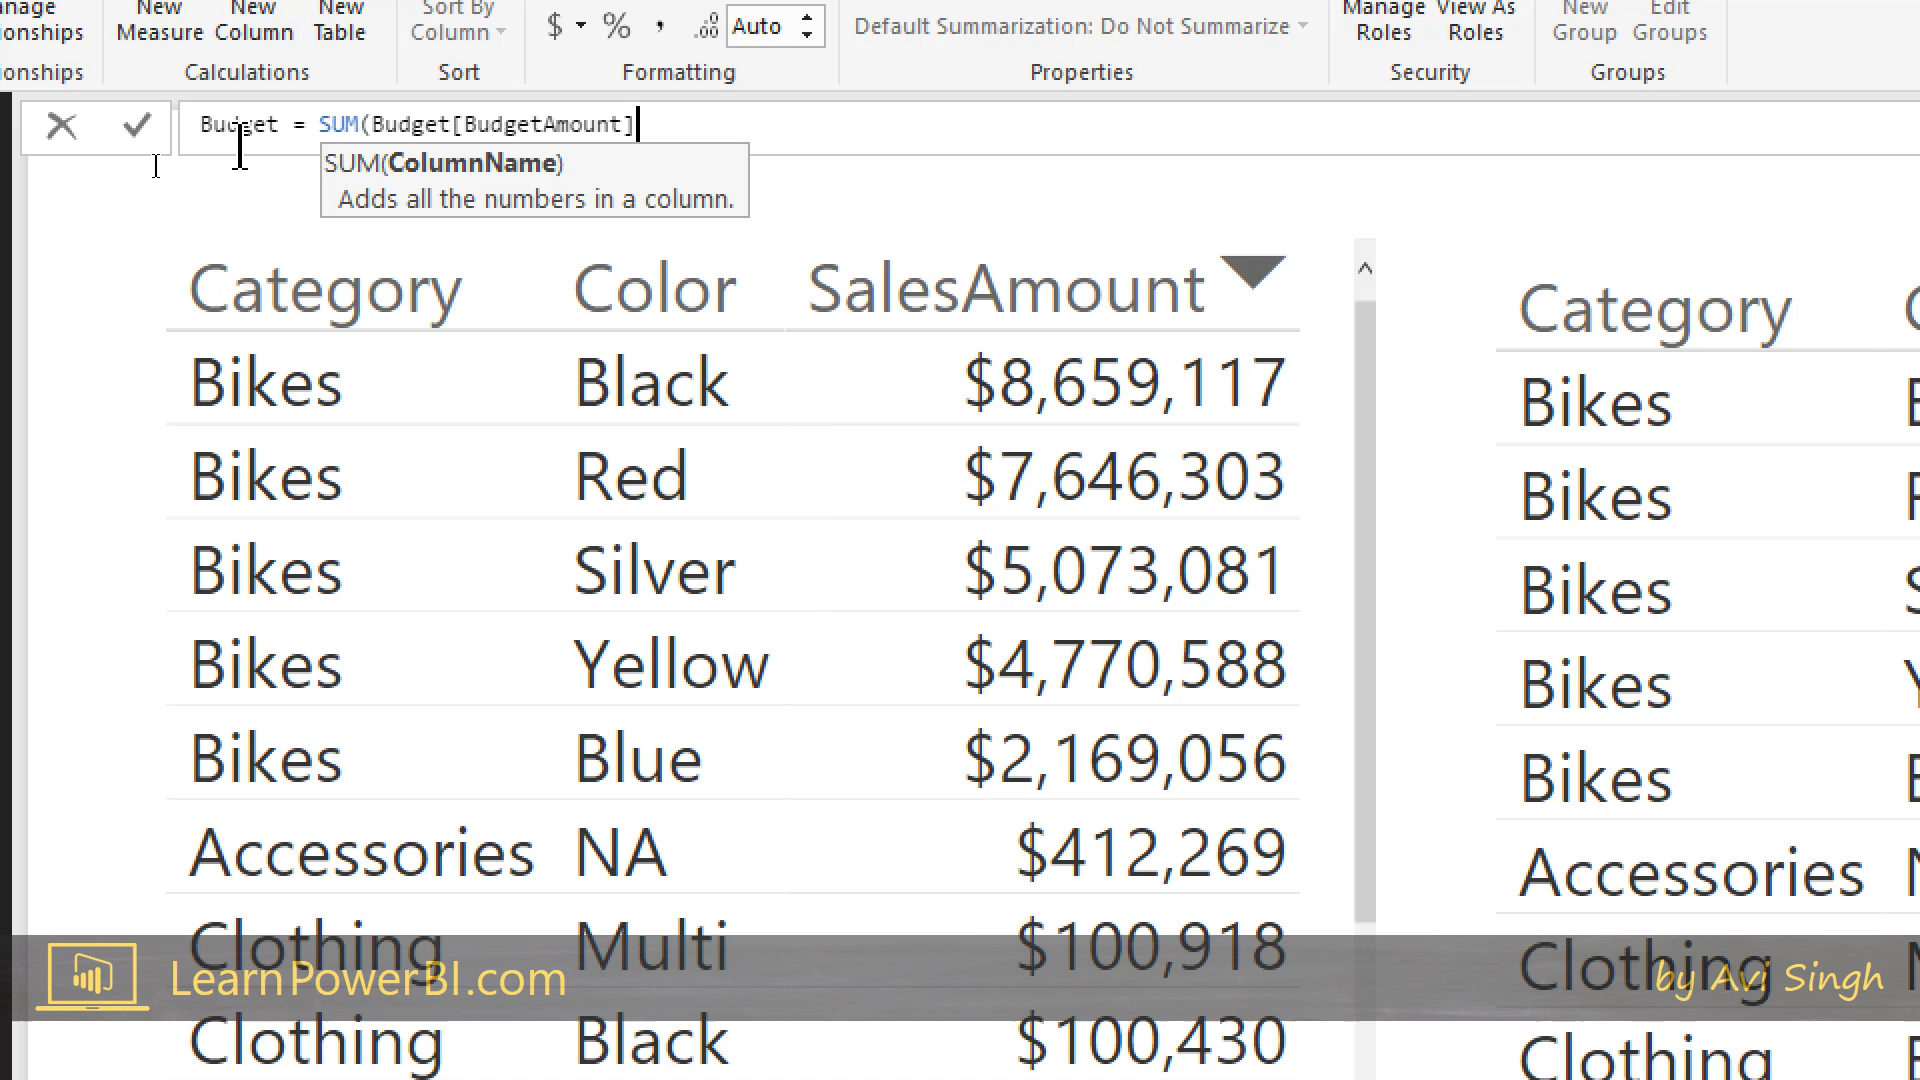 New New New
Measure Column Table
Calculations
Sort By
Column
Sort
$ % , .00 Auto
Formatting
Default Summarization: Do Not Summarize
Properties
Manage View As
Roles Roles
Security
New Edit
Group Groups
Groups
Budget = SUM(Budget[BudgetAmount]
SUM(ColumnName)
Adds all the numbers in a column.
Category Color SalesAmount
Bikes Black $8,659,117
Bikes Red $7,646,303
Bikes Silver $5,073,081
Bikes Yellow $4,770,588
Bikes Blue $2,169,056
Accessories NA $412,269
Clothing Multi $100,918
Clothing Black $100,430
Category
Bikes
Bikes
Bikes
Bikes
Bikes
Accessories
Clothing
Clothing
LearnPowerBI.com
by Avi Singh